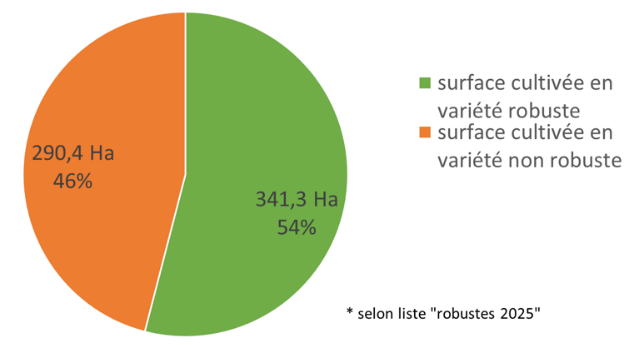 surface cultivée en
variété robuste
surface cultivée en
variété non robuste
290,4 Ha
46%
341,3 Ha
54%
* selon liste "robustes 2025"